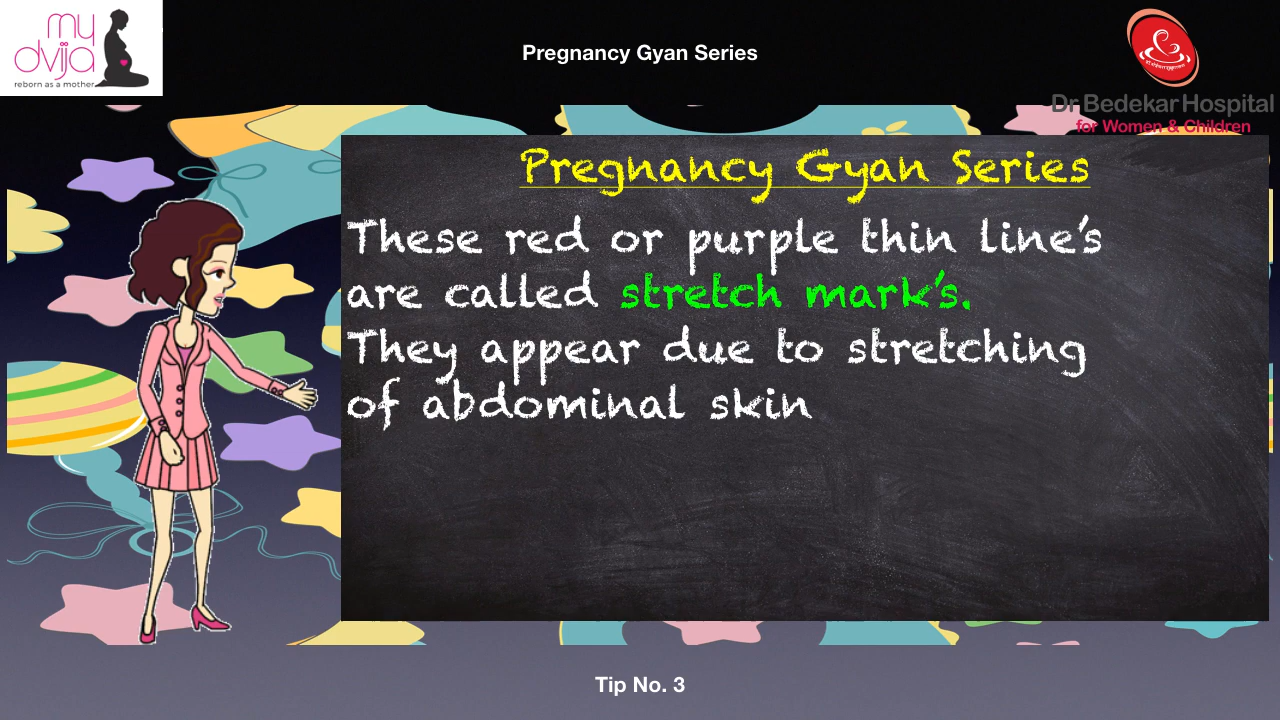 my
dvija
reborn as a mother
Pregnancy Gyan Series
Dr Bedekar Hospital
for Women & Children
Pregnancy Gyan Series
These red or purple thin line's
are called stretch mark's.
They appear due to stretching
of abdominal skin
Tip No. 3